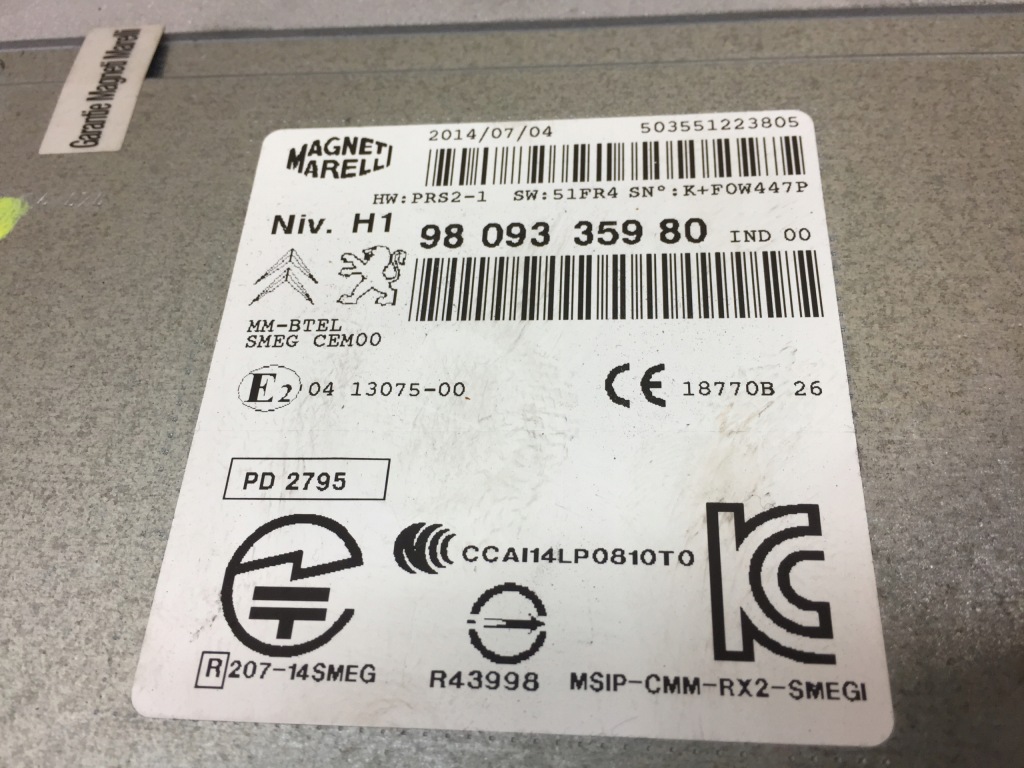 Garantie Magneti Marelli
MAGNETI MARELLI
2014/07/04 503551223805
HW:PRS2-1 SW:51FR4 SN°:K+F0W447P
Niv. H1 98 093 359 80 IND 00
MM-BTEL
SMEG CEM00
E2 04 13075-00 CE 18770B 26
PD 2795
CCAI14LP0810T0
R 207-14SMEG
R43998
MSIP-CMM-RX2-SMEGI